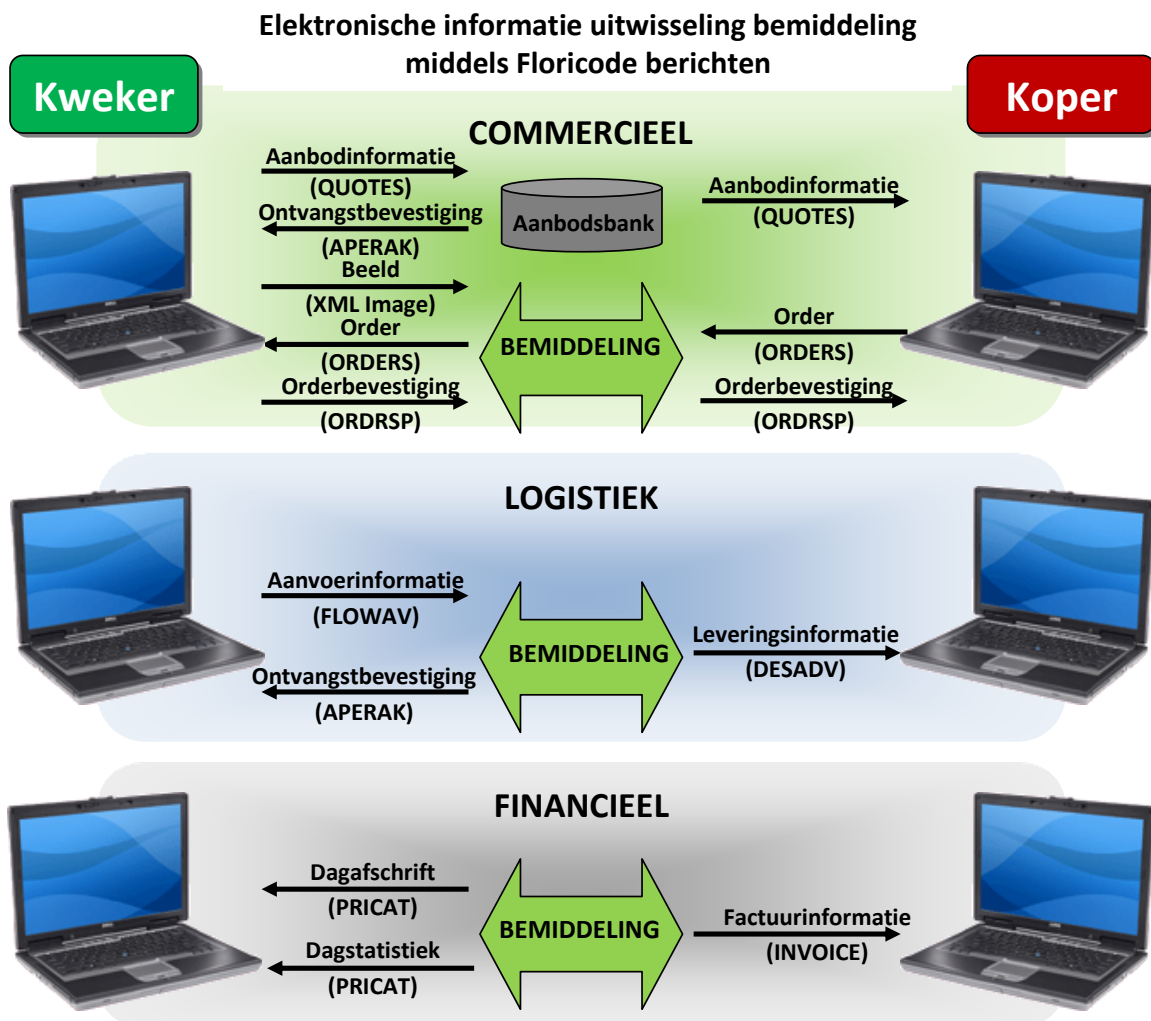 Elektronische informatie uitwisseling bemiddeling
middels Floricode berichten
Kweker
Koper
COMMERCIEEL
Aanbodinformatie
(QUOTES)
Ontvangstbevestiging
(APERAK)
Beeld
(XML Image)
Order
(ORDERS)
Orderbevestiging
(ORDRSP)
Aanbodsbank
BEMIDDELING
Aanbodinformatie
(QUOTES)
Order
(ORDERS)
Orderbevestiging
(ORDRSP)
LOGISTIEK
Aanvoerinformatie
(FLOWAV)
Ontvangstbevestiging
(APERAK)
BEMIDDELING
Leveringsinformatie
(DESADV)
FINANCIEEL
Dagafschrift
(PRICAT)
Dagstatistiek
(PRICAT)
BEMIDDELING
Factuurinformatie
(INVOICE)